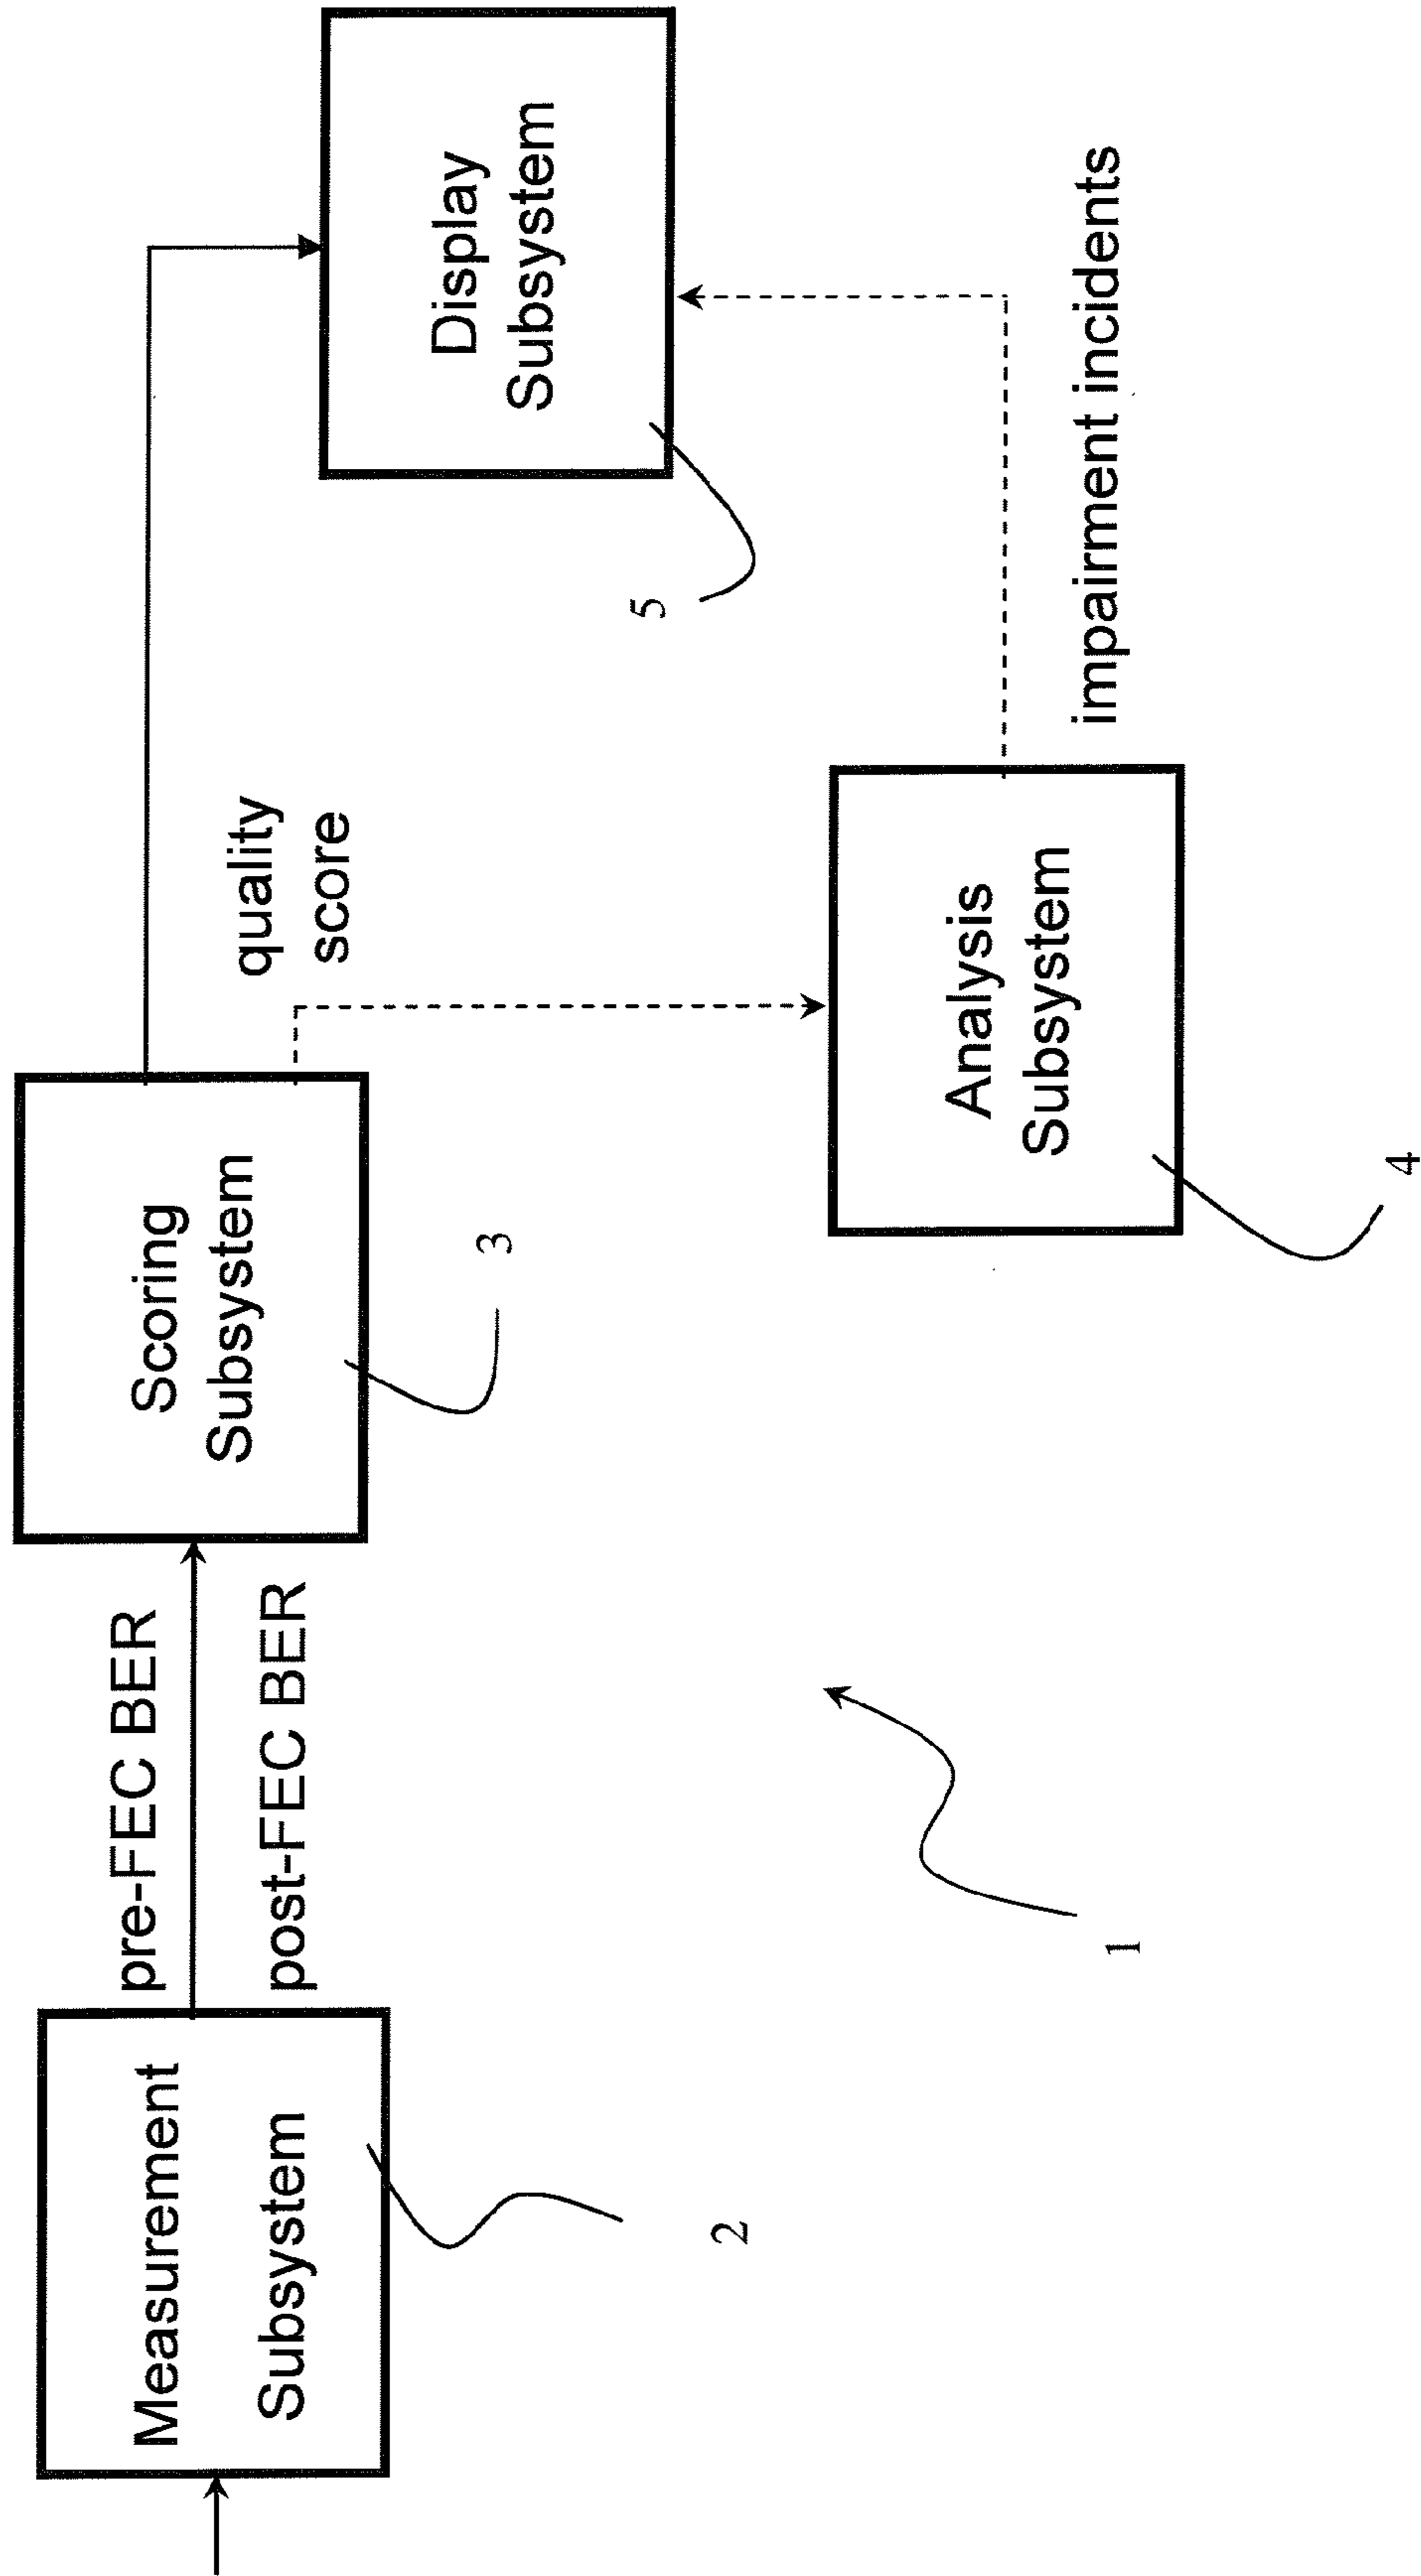 Measurement
Subsystem
2
pre-FEC BER
post-FEC BER
Scoring
Subsystem
3
quality
score
Display
Subsystem
5
Analysis
Subsystem
4
impairment incidents
1